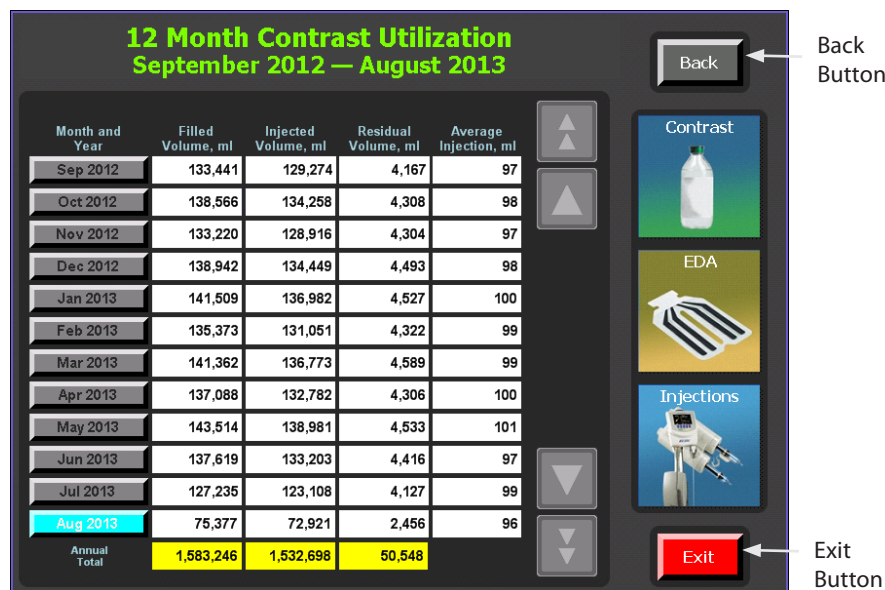 12 Month Contrast Utilization
September 2012 — August 2013
Back
Back
Button
Month and
Year
Filled
Volume, ml
Injected
Volume, ml
Residual
Volume, ml
Average
Injection, ml
Sep 2012 133,441 129,274 4,167 97
Oct 2012 138,566 134,258 4,308 98
Nov 2012 133,220 128,916 4,304 97
Dec 2012 138,942 134,449 4,493 98
Jan 2013 141,509 136,982 4,527 100
Feb 2013 135,373 131,051 4,322 99
Mar 2013 141,362 136,773 4,589 99
Apr 2013 137,088 132,782 4,306 100
May 2013 143,514 138,981 4,533 101
Jun 2013 137,619 133,203 4,416 97
Jul 2013 127,235 123,108 4,127 99
Aug 2013 75,377 72,921 2,456 96
Annual
Total
1,583,246 1,532,698 50,548
Contrast
EDA
Injections
Exit
Exit
Button